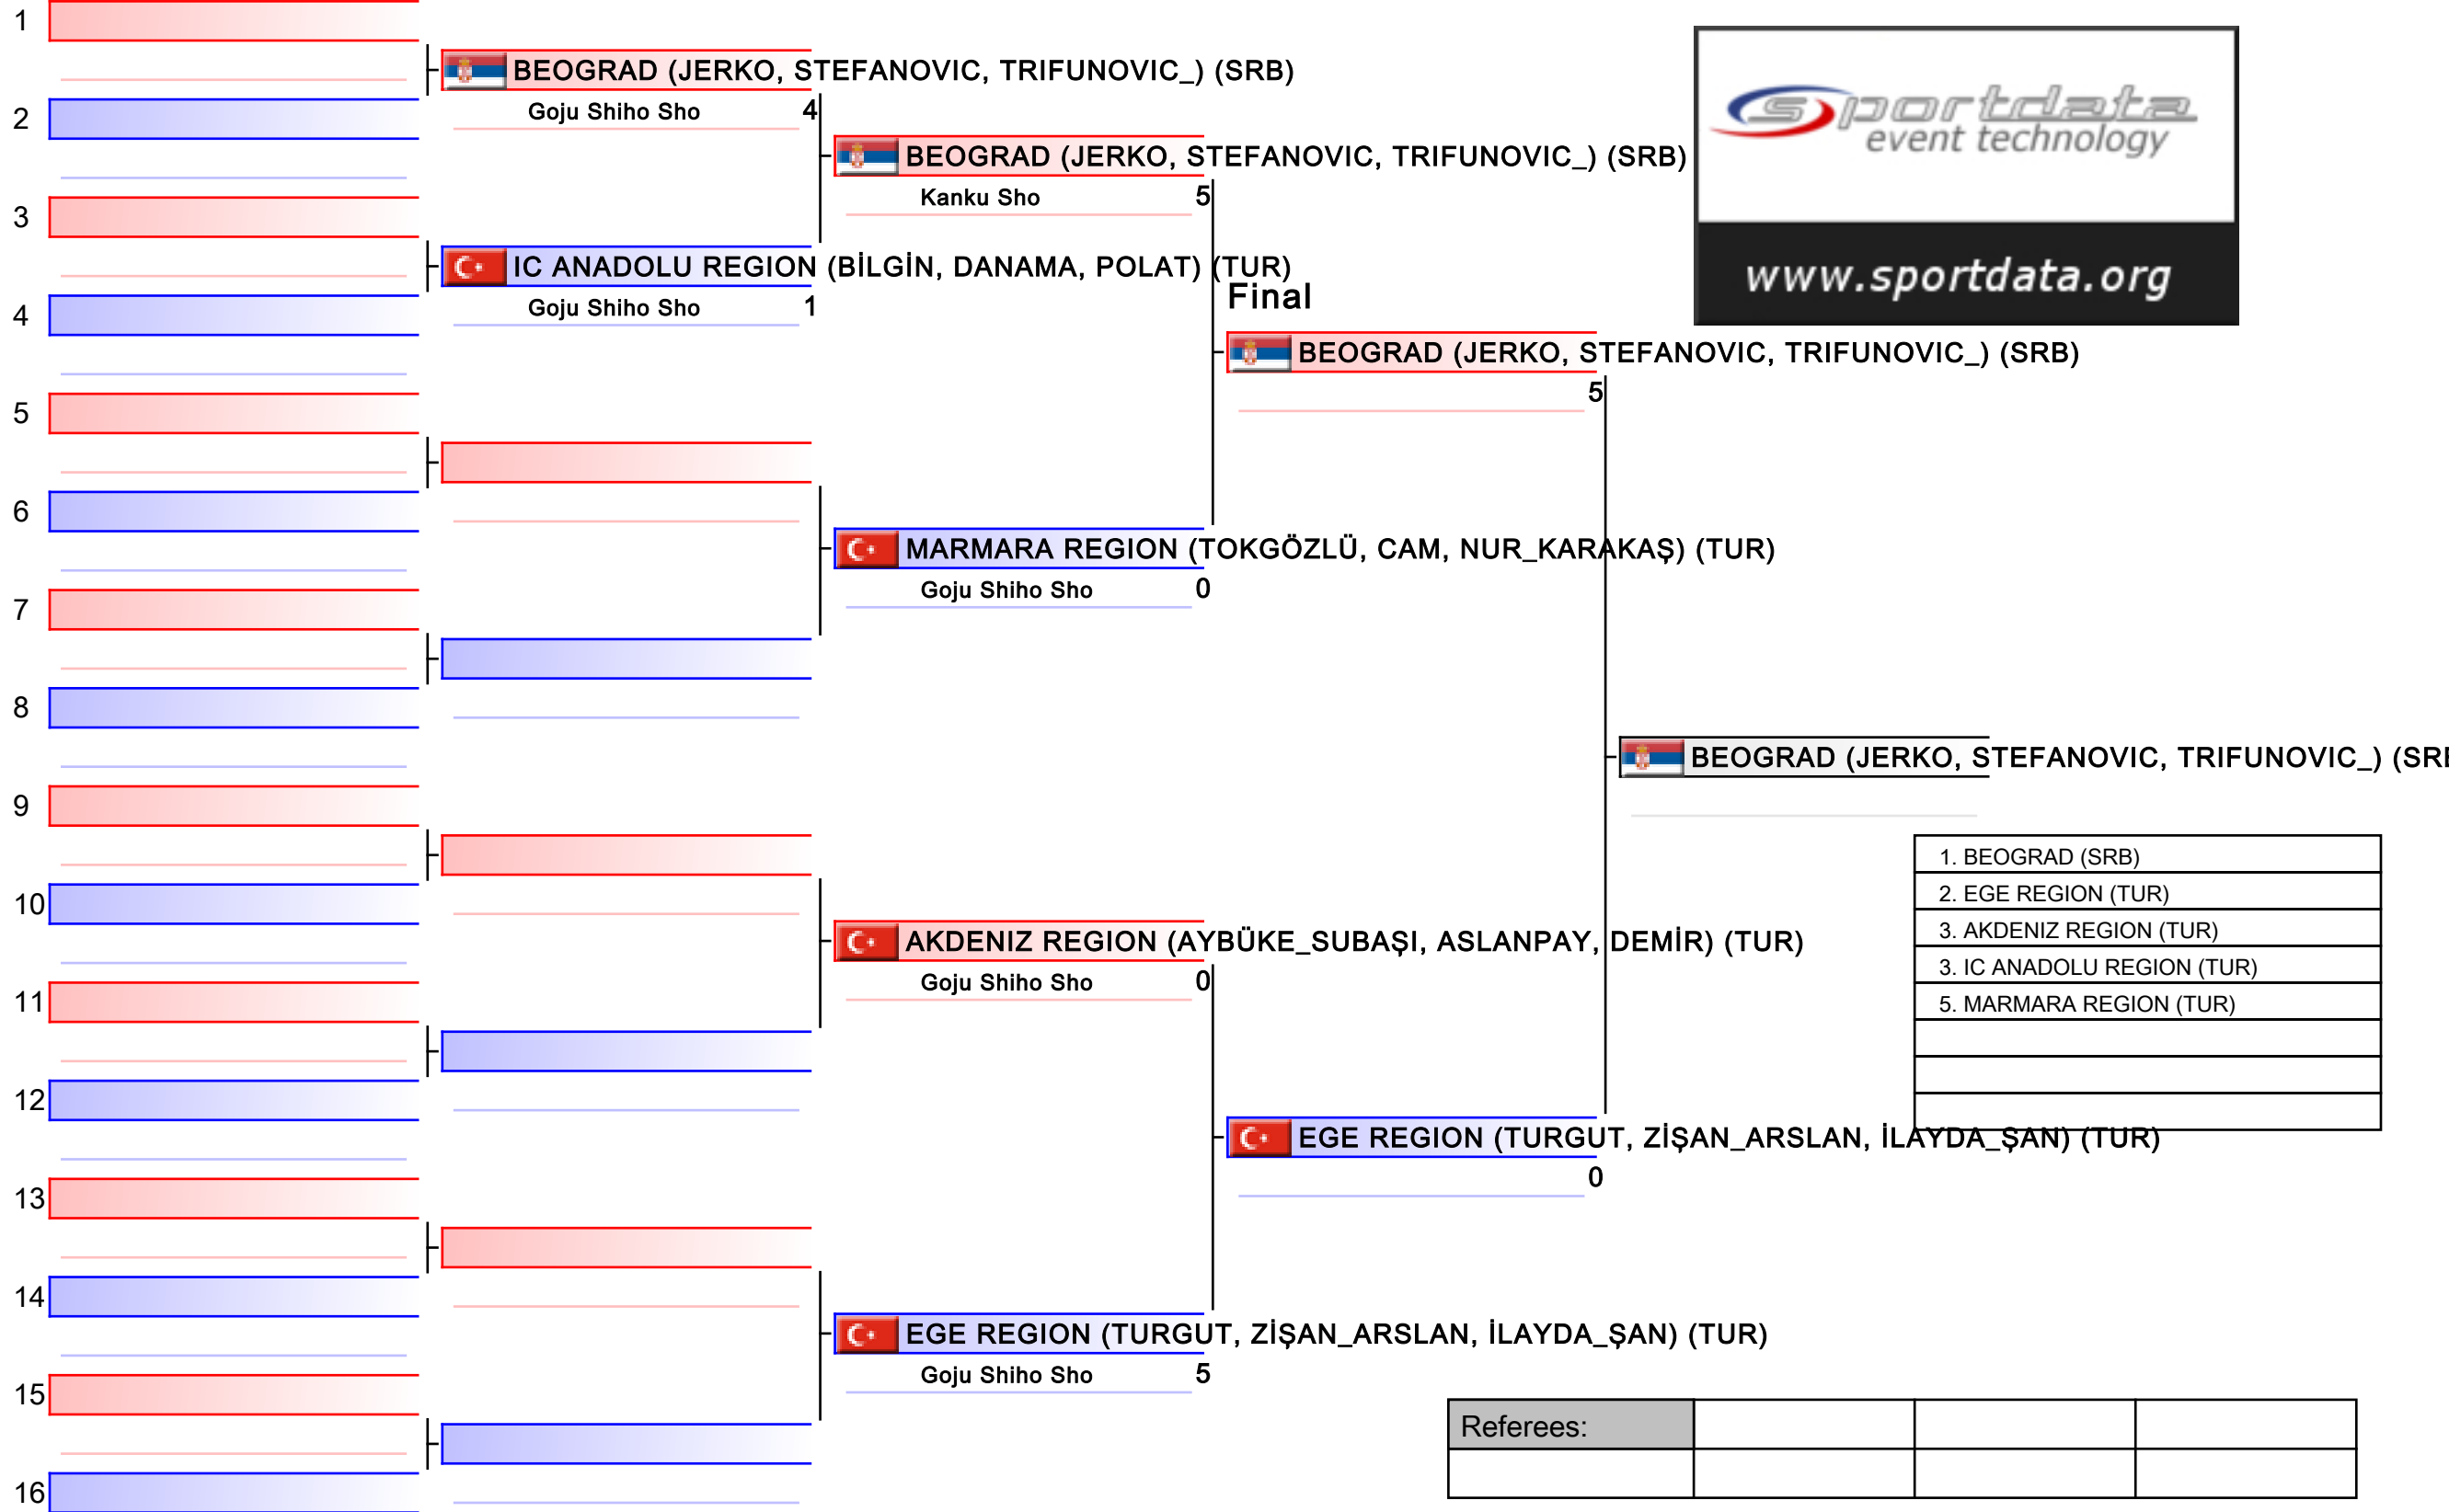 1
BEOGRAD (JERKO, STEFANOVIC, TRIFUNOVIC_) (SRB)
Goju Shiho Sho 4
2
BEOGRAD (JERKO, STEFANOVIC, TRIFUNOVIC_) (SRB)
Kanku Sho 5
3
IC ANADOLU REGION (BİLGİN, DANAMA, POLAT) (TUR)
Goju Shiho Sho 1
4
Final
BEOGRAD (JERKO, STEFANOVIC, TRIFUNOVIC_) (SRB)
5
5
6
MARMARA REGION (TOKGÖZLÜ, CAM, NUR_KARAKAŞ) (TUR)
Goju Shiho Sho 0
7
8
BEOGRAD (JERKO, STEFANOVIC, TRIFUNOVIC_) (SRB
9
10
AKDENIZ REGION (AYBÜKE_SUBAŞI, ASLANPAY, DEMİR) (TUR)
Goju Shiho Sho 0
11
12
EGE REGION (TURGUT, ZİŞAN_ARSLAN, İLAYDA_ŞAN) (TUR)
0
13
14
EGE REGION (TURGUT, ZİŞAN_ARSLAN, İLAYDA_ŞAN) (TUR)
Goju Shiho Sho 5
15
16
sportdata
event technology
www.sportdata.org
1. BEOGRAD (SRB)
2. EGE REGION (TUR)
3. AKDENIZ REGION (TUR)
3. IC ANADOLU REGION (TUR)
5. MARMARA REGION (TUR)
Referees: